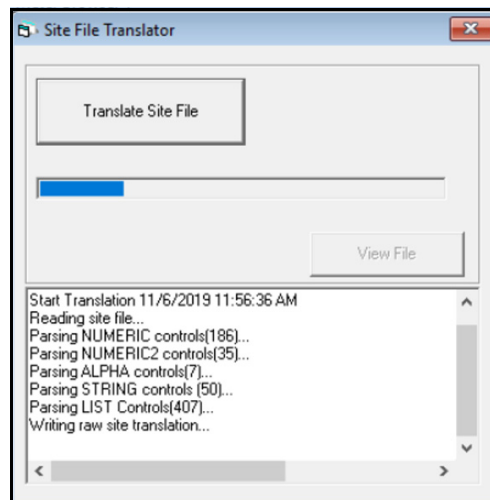 Site File Translator
Translate Site File
View File
Start Translation 11/6/2019 11:56:36 AM
Reading site file...
Parsing NUMERIC controls(186)...
Parsing NUMERIC2 controls(35)...
Parsing ALPHA controls(7)...
Parsing STRING controls (50)...
Parsing LIST Controls(407)...
Writing raw site translation...